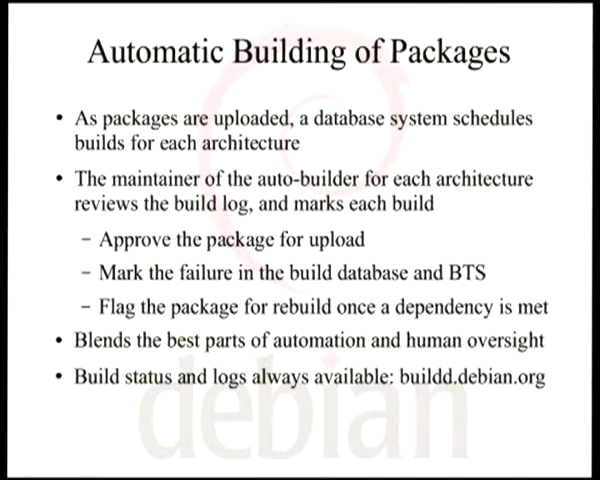 Automatic Building of Packages
• As packages are uploaded, a database system schedules
builds for each architecture
• The maintainer of the auto-builder for each architecture
reviews the build log, and marks each build
– Approve the package for upload
– Mark the failure in the build database and BTS
– Flag the package for rebuild once a dependency is met
• Blends the best parts of automation and human oversight
• Build status and logs always available: buildd.debian.org
debian